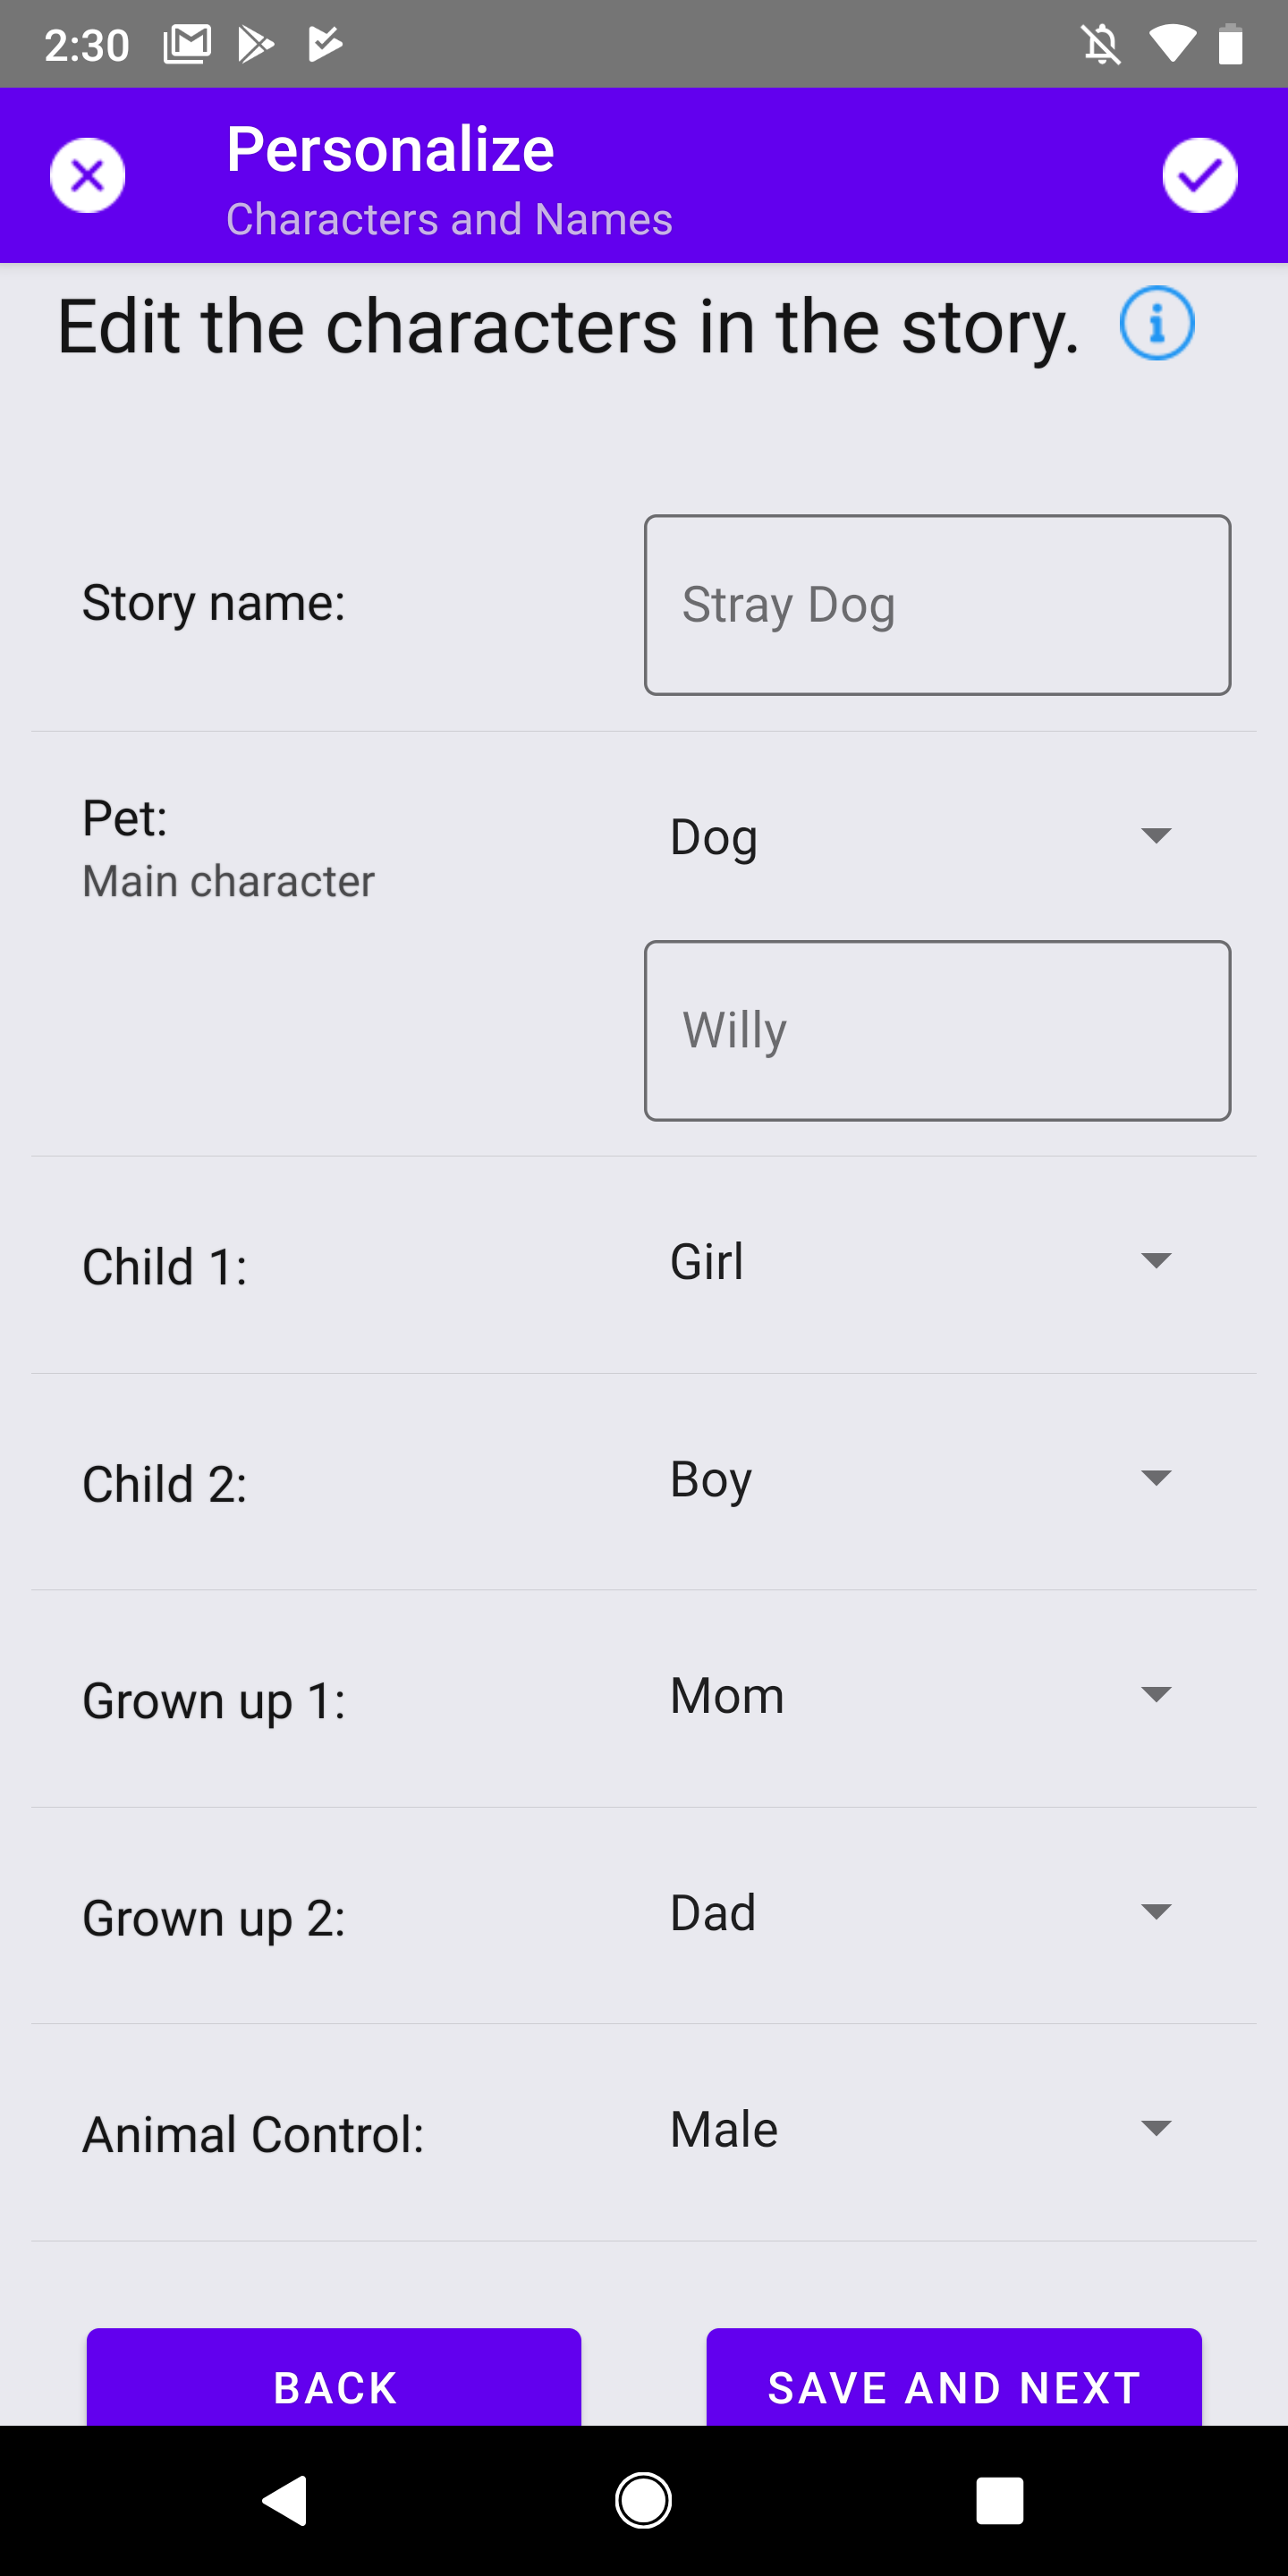 2:30
Personalize
Characters and Names
Edit the characters in the story.
Story name:
Stray Dog
Pet:
Dog
Main character
Willy
Child 1:
Girl
Child 2:
Boy
Grown up 1:
Mom
Grown up 2:
Dad
Animal Control:
Male
BACK
SAVE AND NEXT